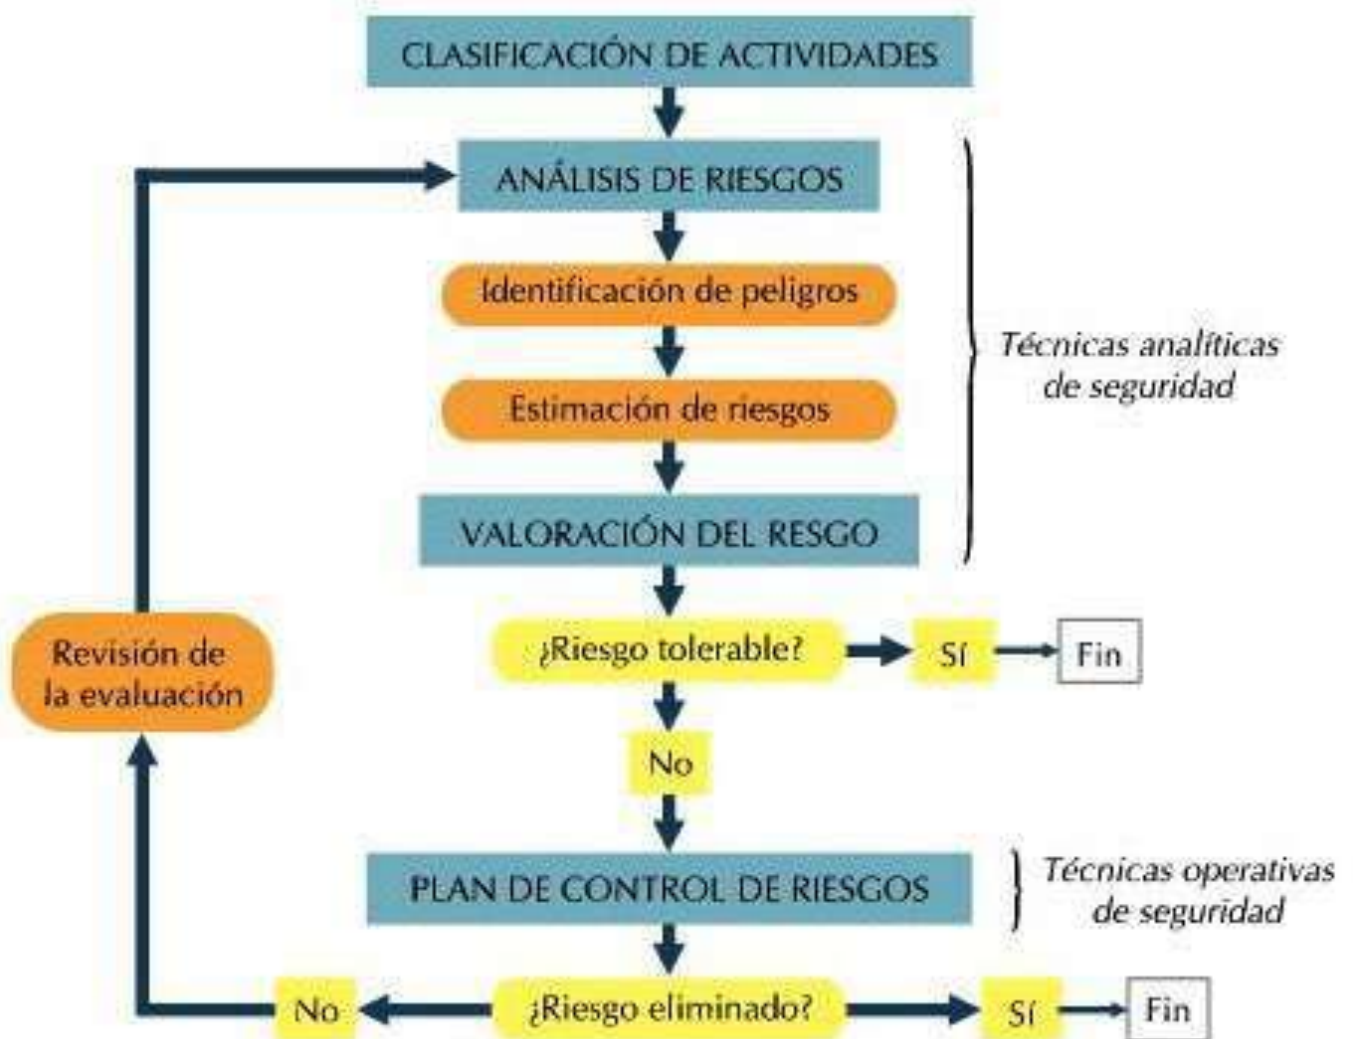 CLASIFICACIÓN DE ACTIVIDADES
ANÁLISIS DE RIESGOS
Identificación de peligros
Estimación de riesgos
Técnicas analíticas
de seguridad
VALORACIÓN DEL RESGO
¿Riesgo tolerable?
Sí
Fin
Revisión de
la evaluación
No
PLAN DE CONTROL DE RIESGOS
Técnicas operativas
de seguridad
No
¿Riesgo eliminado?
Sí
Fin